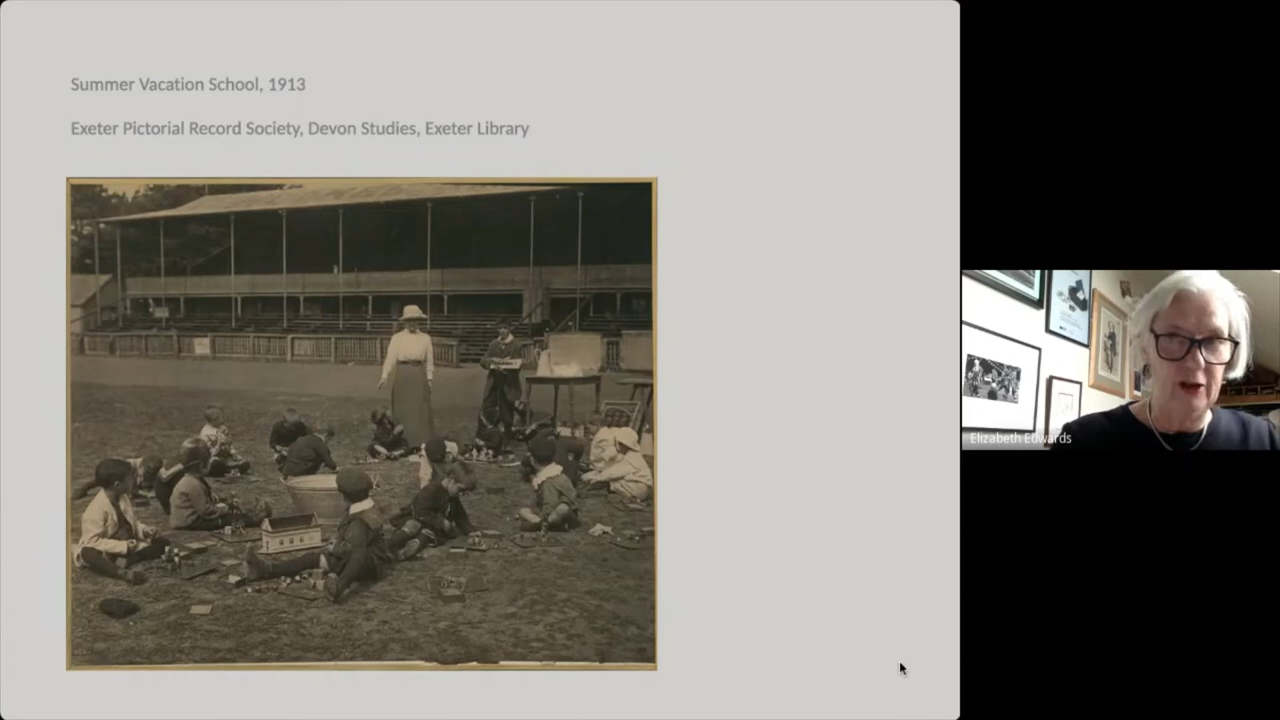 Summer Vacation School, 1913
Exeter Pictorial Record Society, Devon Studies, Exeter Library
Elizabeth Edwards